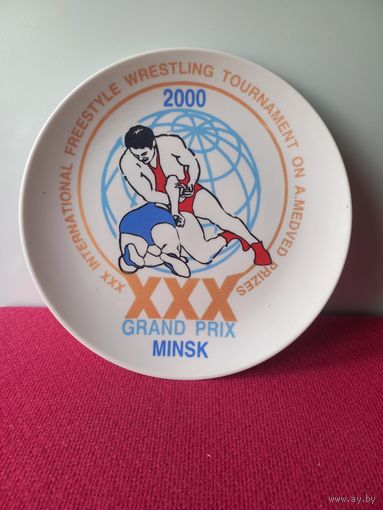 XXX INTERNATIONAL FREESTYLE WRESTLING TOURNAMENT ON A.MEDVED PRIZES
2000
XXX
GRAND PRIX
MINSK
www.ay.by